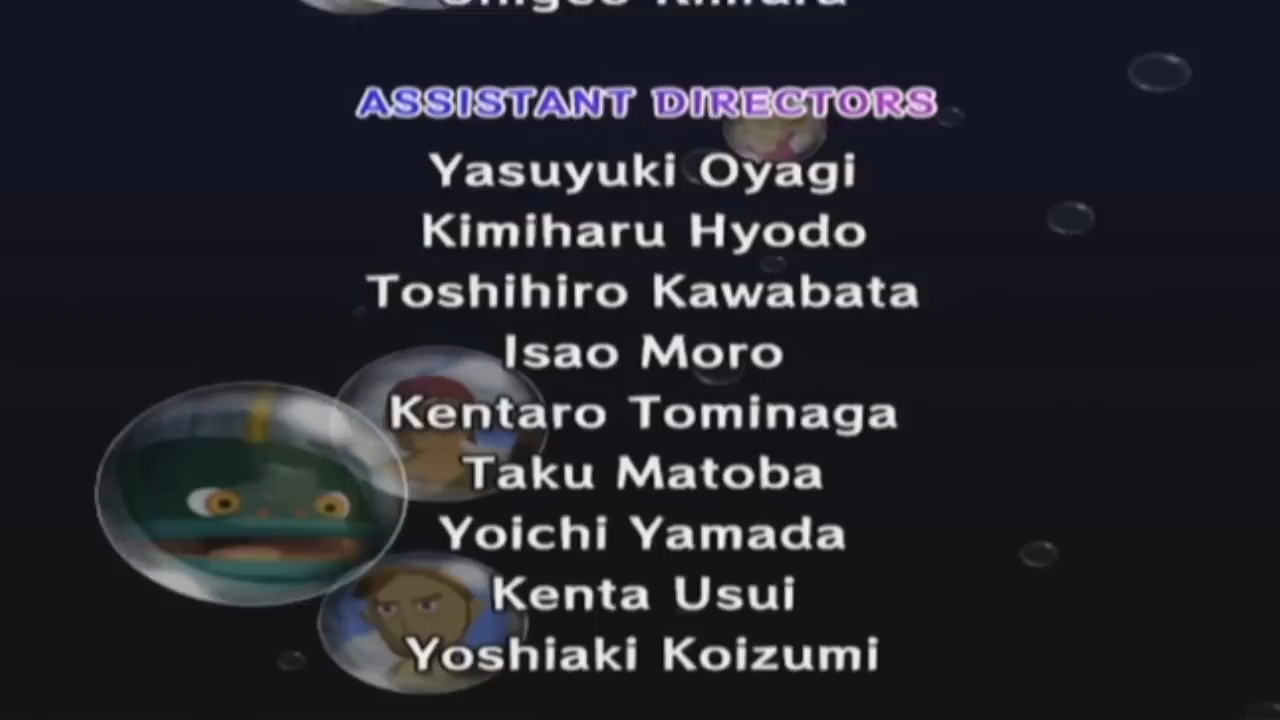 ASSISTANT DIRECTORS
Yasuyuki Oyagi
Kimiharu Hyodo
Toshihiro Kawabata
Isao Moro
Kentaro Tominaga
Taku Matoba
Yoichi Yamada
Kenta Usui
Yoshiaki Koizumi